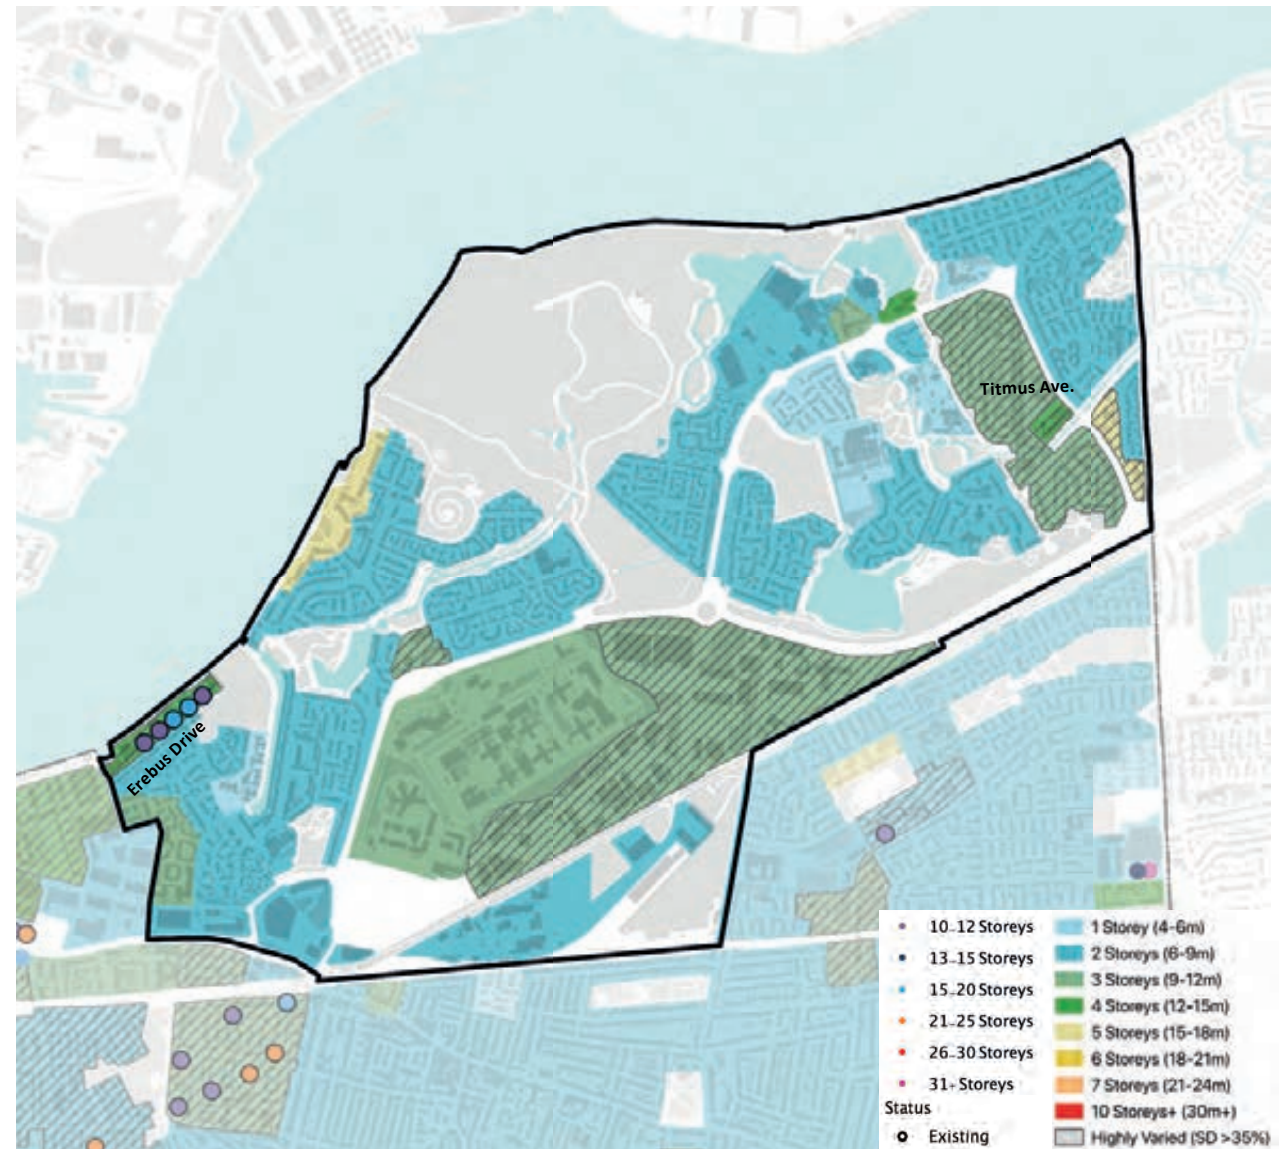 Titmus Ave.
Erebus Drive
10-12 Storeys
13-15 Storeys
15-20 Storeys
21-25 Storeys
26-30 Storeys
31+ Storeys
Status
Existing
1 Storey (4-6m)
2 Storeys (6-9m)
3 Storeys (9-12m)
4 Storeys (12-15m)
5 Storeys (15-18m)
6 Storeys (18-21m)
7 Storeys (21-24m)
10 Storeys+ (30m+)
Highly Varied (SD >35%)